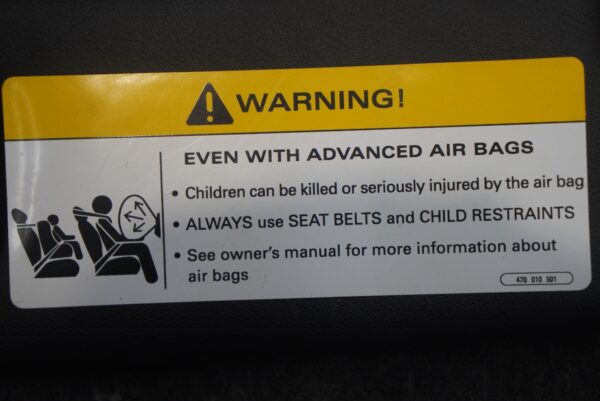 WARNING!
EVEN WITH ADVANCED AIR BAGS
• Children can be killed or seriously injured by the air bag
• ALWAYS use SEAT BELTS and CHILD RESTRAINTS
• See owner's manual for more information about
air bags
470 010 501